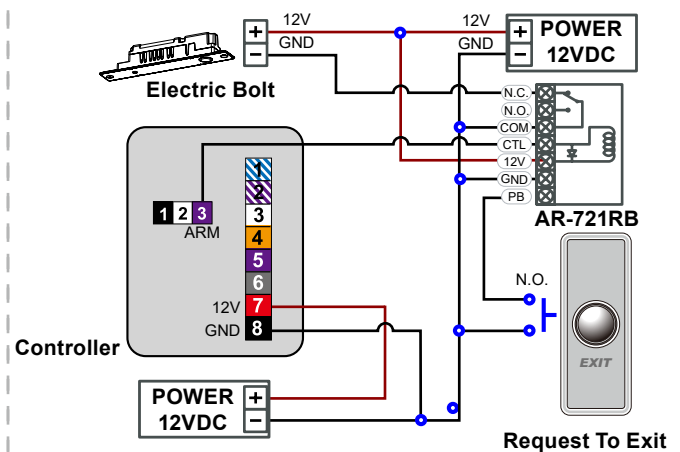 12V
12V
+
+
POWER
GND
GND
−
−
12VDC
Electric Bolt
N.C.
N.O.
COM
CTL
12V
GND
PB
AR-721RB
1
2
1 2 3
3
ARM
4
5
6
12V 7
GND 8
Controller
N.O.
EXIT
POWER +
12VDC −
Request To Exit